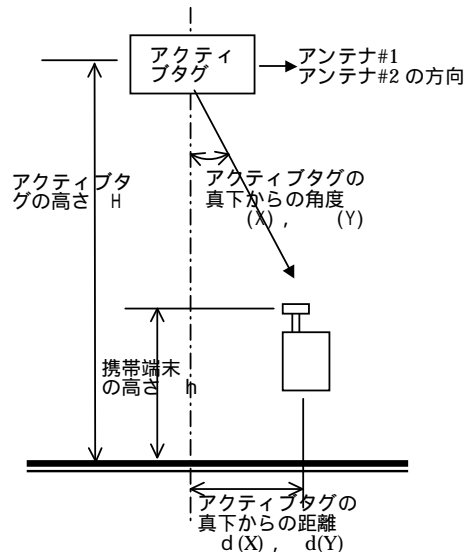 アクティ
ブタグ
アンテナ#1
アンテナ#2 の方向
アクティブタ
グの高さ H
アクティブタグの
真下からの角度
(X) , (Y)
携帯端末
の高さ h
アクティブタグの
真下からの距離
d(X) , d(Y)